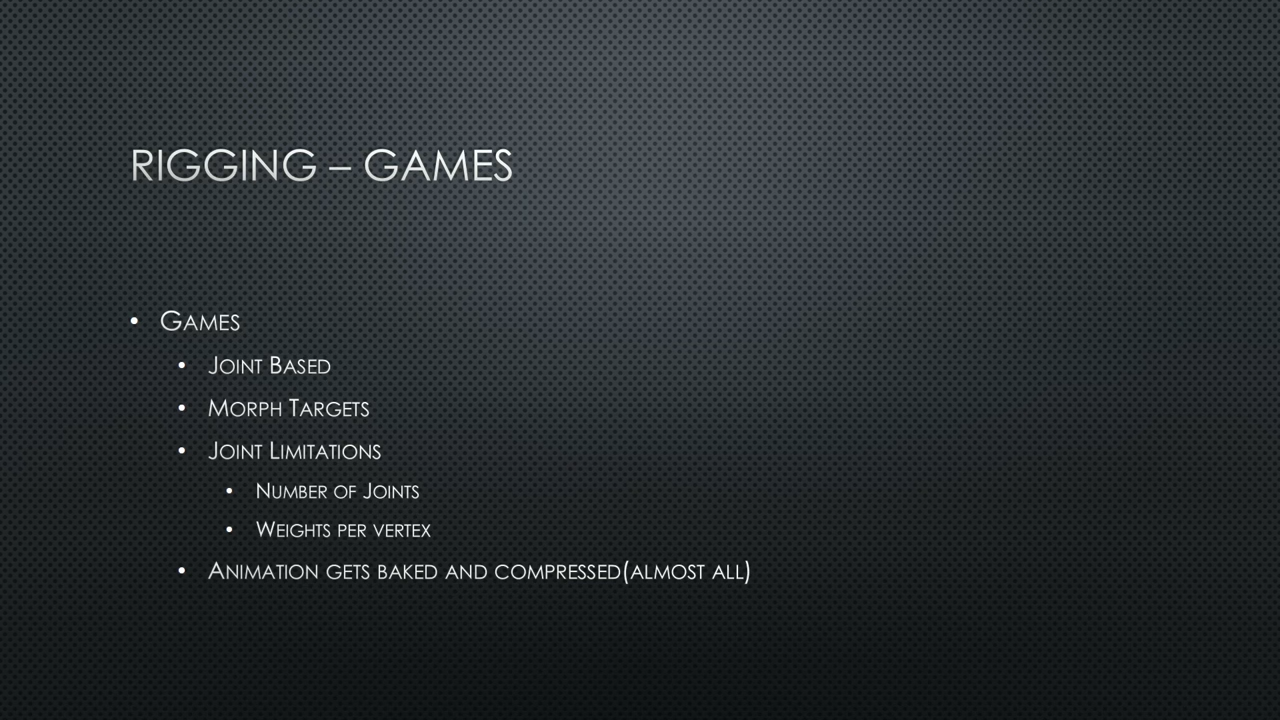 RIGGING – GAMES
• GAMES
• JOINT BASED
• MORPH TARGETS
• JOINT LIMITATIONS
• NUMBER OF JOINTS
• WEIGHTS PER VERTEX
• ANIMATION GETS BAKED AND COMPRESSED(ALMOST ALL)